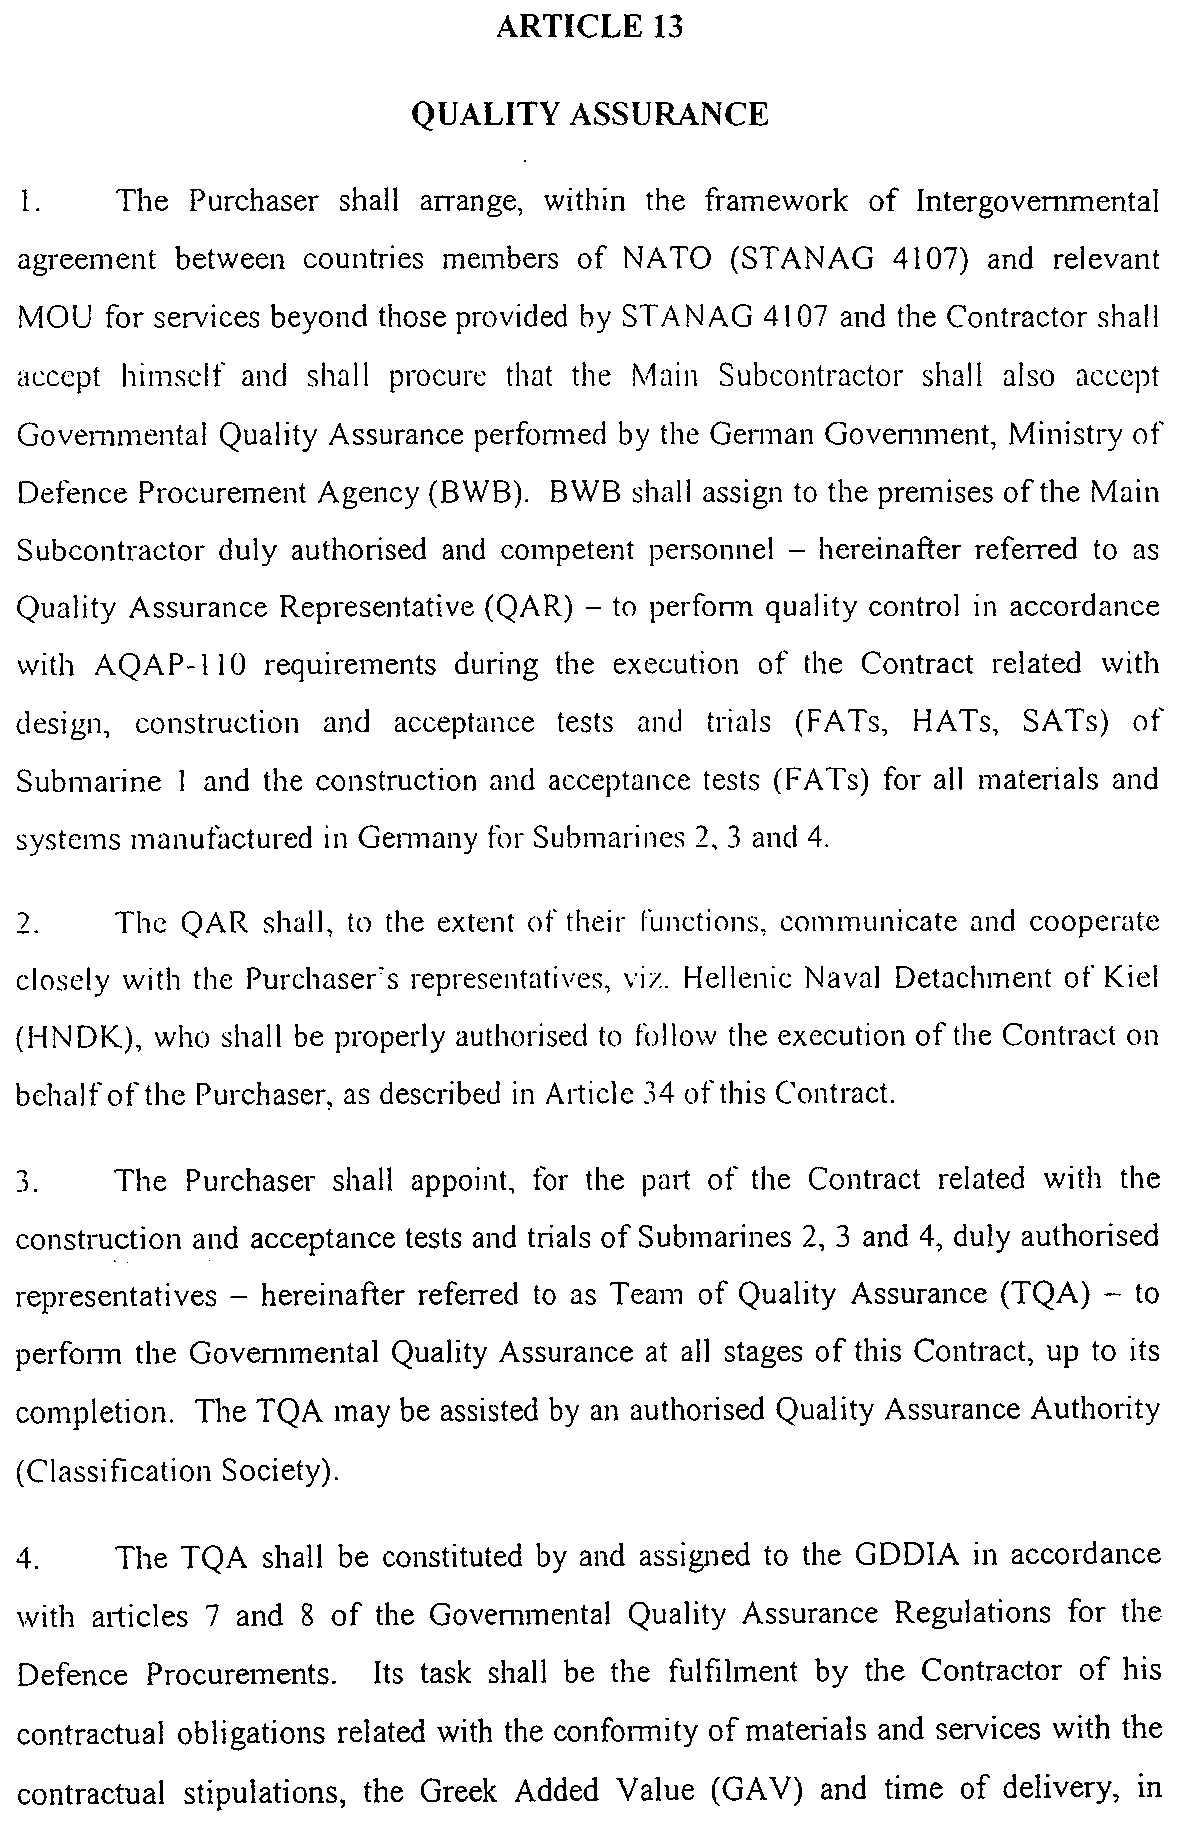 ARTICLE 13
QUALITY ASSURANCE
1. The Purchaser shall arrange, within the framework of Intergovernmental
agreement between countries members of NATO (STANAG 4107) and relevant
MOU for services beyond those provided by STANAG 4107 and the Contractor shall
accept himself and shall procure that the Main Subcontractor shall also accept
Governmental Quality Assurance performed by the German Government, Ministry of
Defence Procurement Agency (BWB). BWB shall assign to the premises of the Main
Subcontractor duly authorised and competent personnel – hereinafter referred to as
Quality Assurance Representative (QAR) – to perform quality control in accordance
with AQAP-110 requirements during the execution of the Contract related with
design, construction and acceptance tests and trials (FATs, HATs, SATs) of
Submarine 1 and the construction and acceptance tests (FATs) for all materials and
systems manufactured in Germany for Submarines 2, 3 and 4.
2. The QAR shall, to the extent of their functions, communicate and cooperate
closely with the Purchaser's representatives, viz. Hellenic Naval Detachment of Kiel
(HNDK), who shall be properly authorised to follow the execution of the Contract on
behalf of the Purchaser, as described in Article 34 of this Contract.
3. The Purchaser shall appoint, for the part of the Contract related with the
construction and acceptance tests and trials of Submarines 2, 3 and 4, duly authorised
representatives – hereinafter referred to as Team of Quality Assurance (TQA) – to
perform the Governmental Quality Assurance at all stages of this Contract, up to its
completion. The TQA may be assisted by an authorised Quality Assurance Authority
(Classification Society).
4. The TQA shall be constituted by and assigned to the GDDIA in accordance
with articles 7 and 8 of the Governmental Quality Assurance Regulations for the
Defence Procurements. Its task shall be the fulfilment by the Contractor of his
contractual obligations related with the conformity of materials and services with the
contractual stipulations, the Greek Added Value (GAV) and time of delivery, in